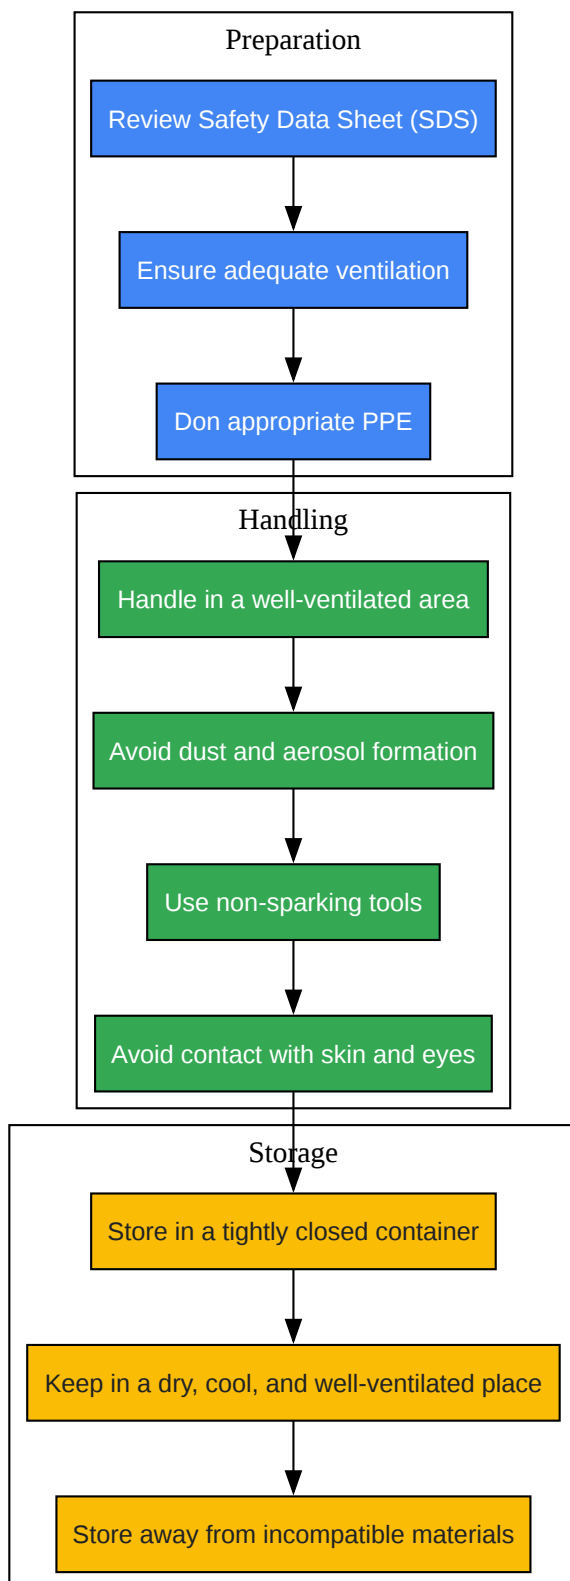 Preparation
Review Safety Data Sheet (SDS)
Ensure adequate ventilation
Don appropriate PPE
Handling
Handle in a well-ventilated area
Avoid dust and aerosol formation
Use non-sparking tools
Avoid contact with skin and eyes
Storage
Store in a tightly closed container
Keep in a dry, cool, and well-ventilated place
Store away from incompatible materials